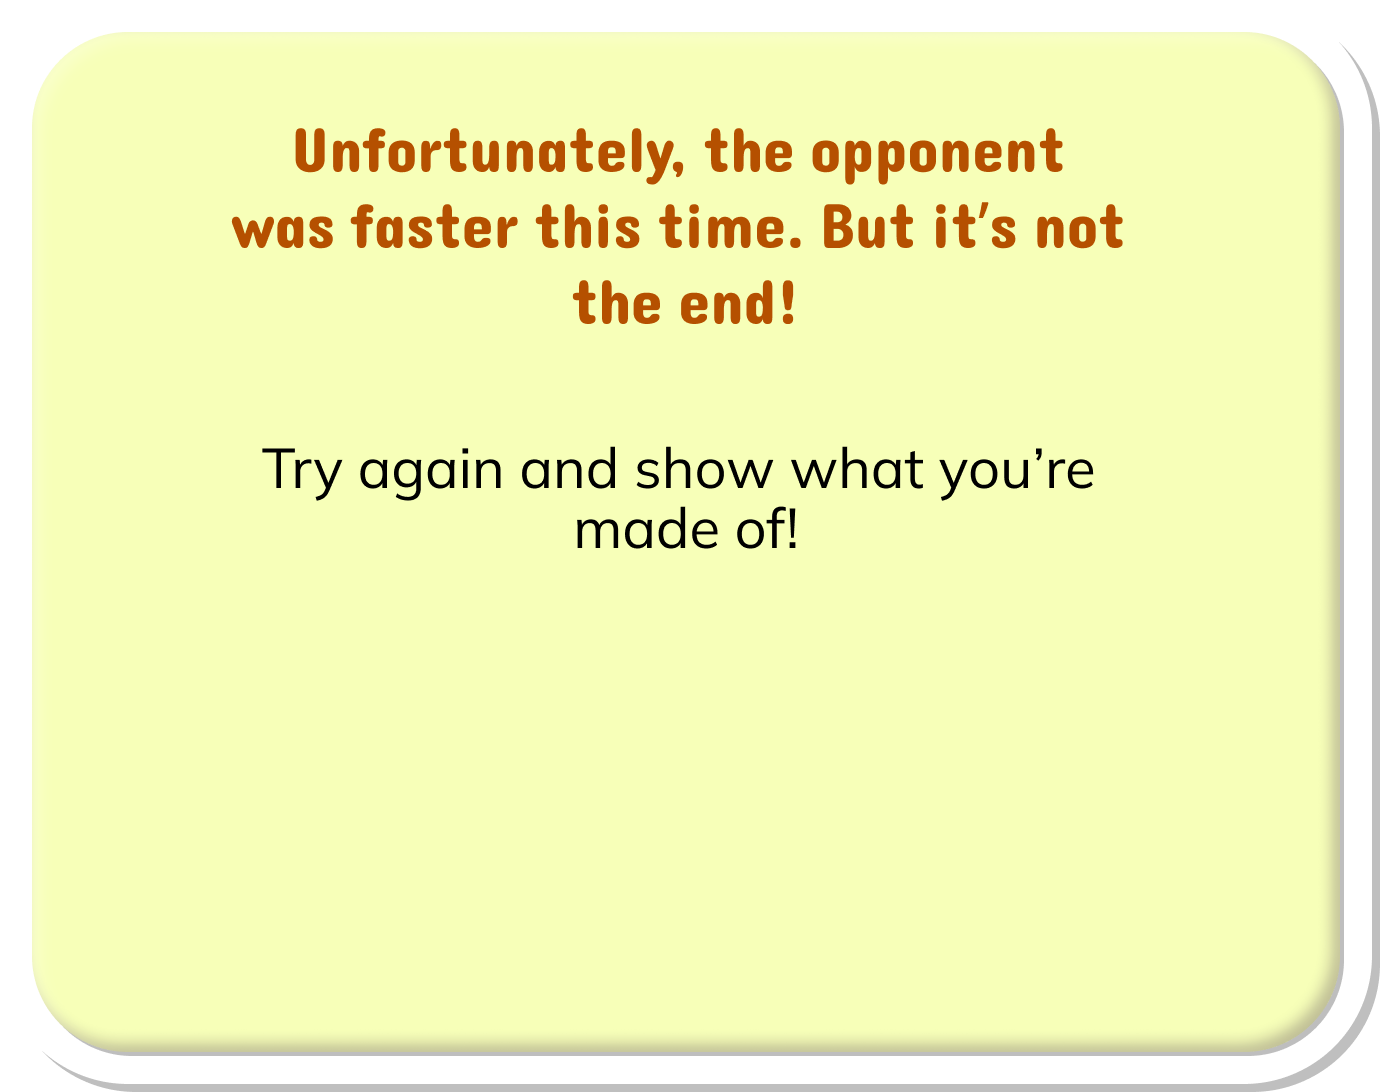 Unfortunately, the opponent
was faster this time. But it's not
the end!
Try again and show what you’re
made of!